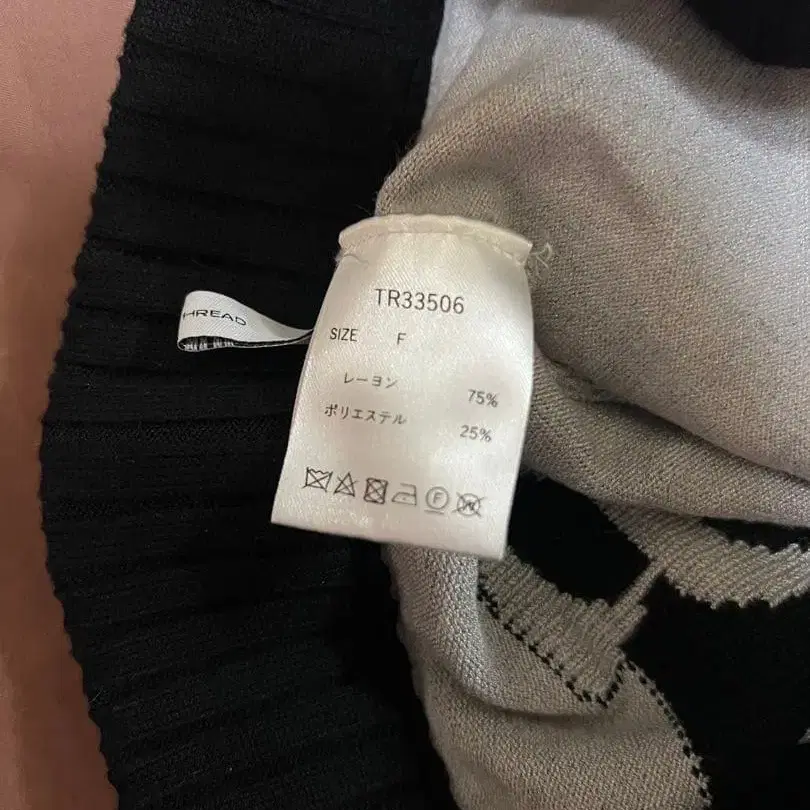 HREAD
TR33506
SIZE F
レーヨン 75%
ポリエステル 25%
F
W